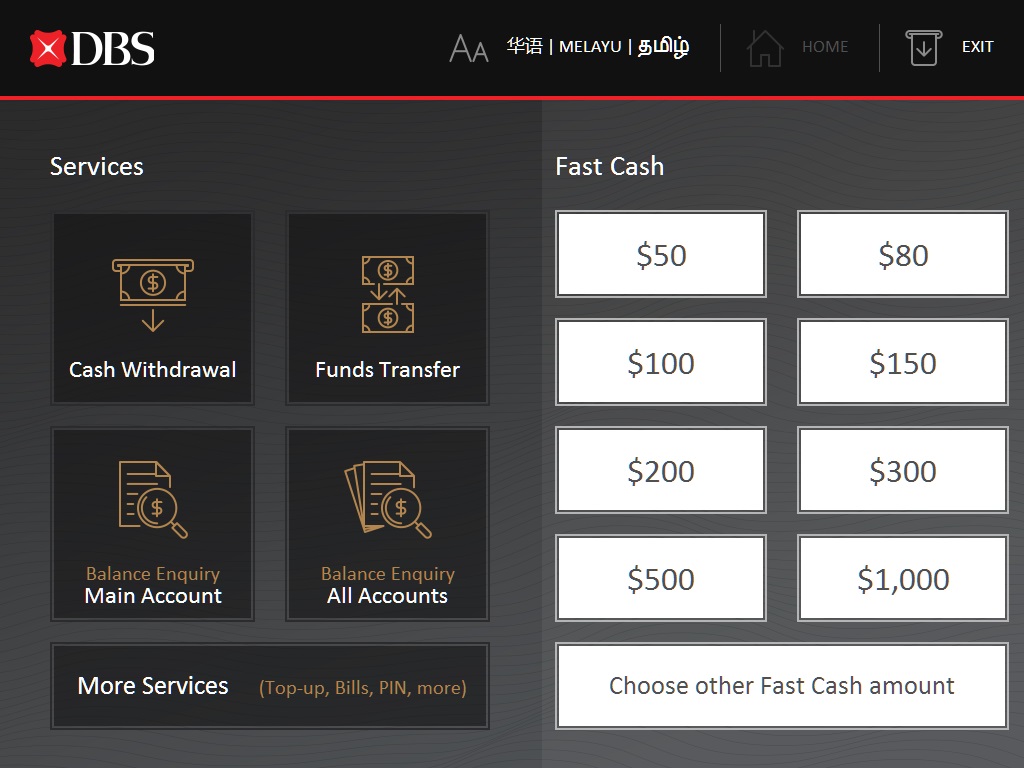 DBS
AA 华语 | MELAYU | தமிழ் HOME EXIT
Services
Cash Withdrawal
Funds Transfer
Balance Enquiry
Main Account
Balance Enquiry
All Accounts
More Services (Top-up, Bills, PIN, more)
Fast Cash
$50
$80
$100
$150
$200
$300
$500
$1,000
Choose other Fast Cash amount